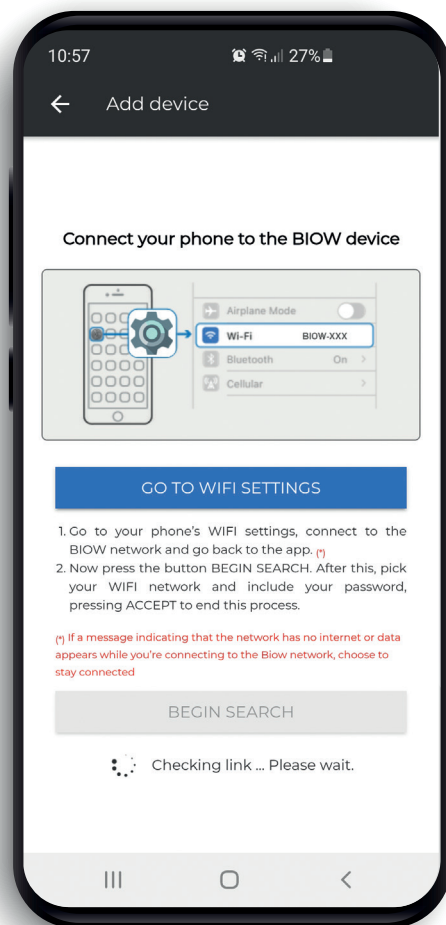 10:57 27%
Add device
Connect your phone to the BIOW device
Airplane Mode
Wi-Fi BIOW-XXX
Bluetooth On >
Cellular >
GO TO WIFI SETTINGS
1. Go to your phone's WIFI settings, connect to the
BIOW network and go back to the app. (*)
2. Now press the button BEGIN SEARCH. After this, pick
your WIFI network and include your password,
pressing ACCEPT to end this process.
(*) If a message indicating that the network has no internet or data
appears while you're connecting to the Biow network, choose to
stay connected
BEGIN SEARCH
Checking link ... Please wait.